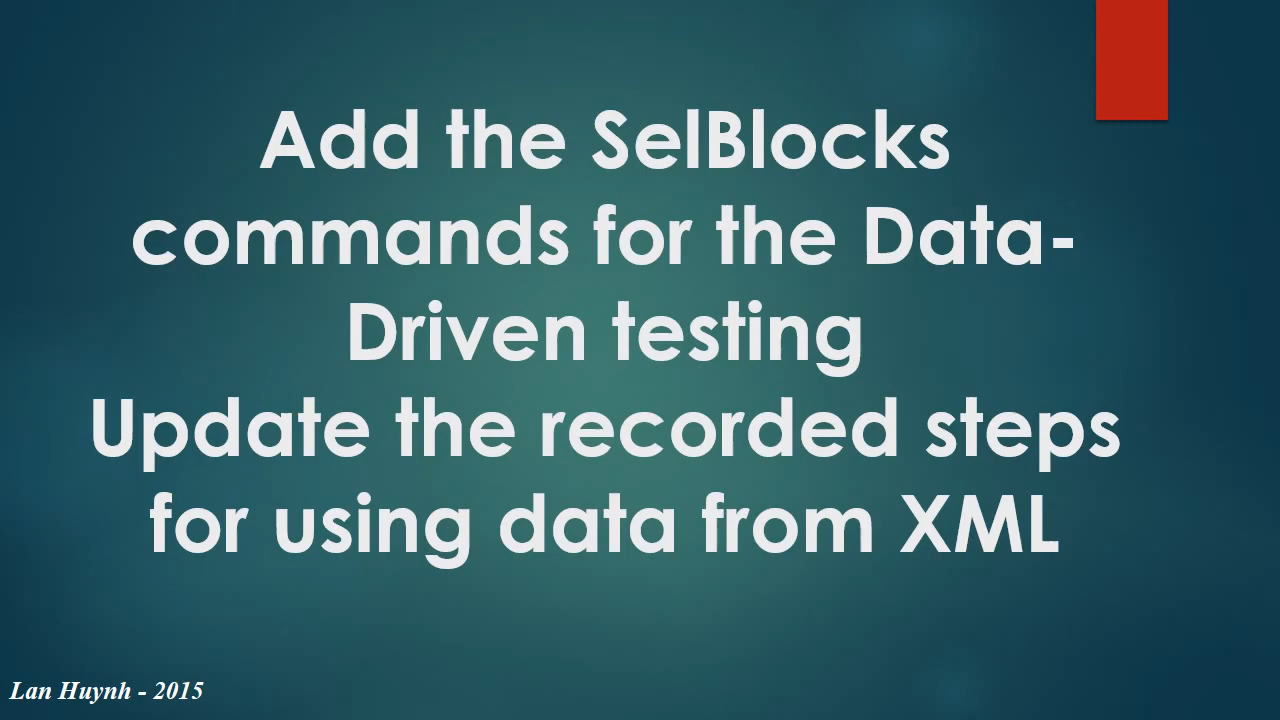 Add the SelBlocks
commands for the Data-
Driven testing
Update the recorded steps
for using data from XML
Lan Huynh - 2015